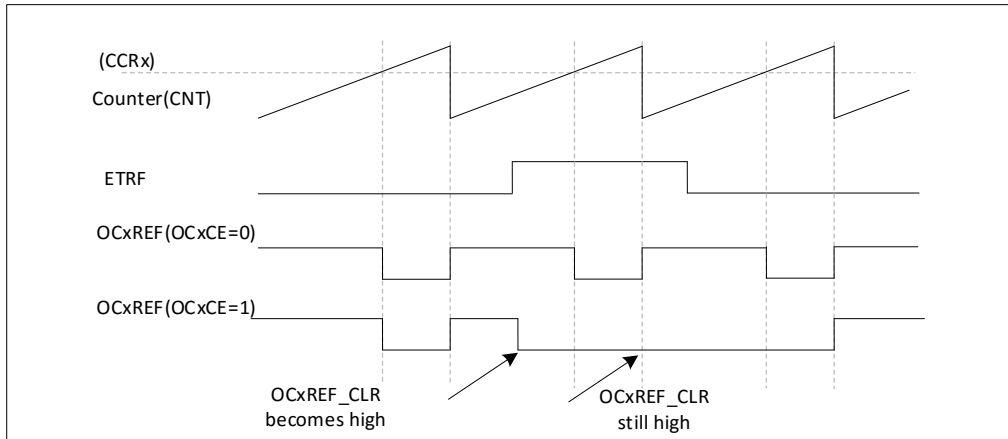 (CCRx)
Counter(CNT)
ETRF
OCxREF(OCxCE=0)
OCxREF(OCxCE=1)
OCxREF_CLR
becomes high
OCxREF_CLR
still high